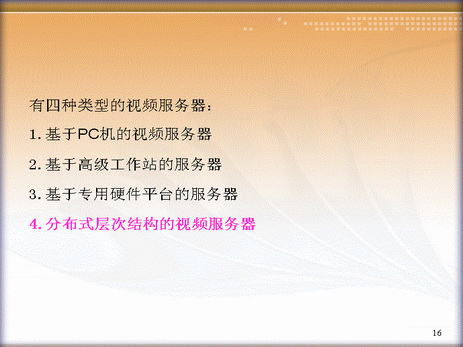 有四种类型的视频服务器：
1.基于PC机的视频服务器
2.基于高级工作站的服务器
3.基于专用硬件平台的服务器
4.分布式层次结构的视频服务器
16